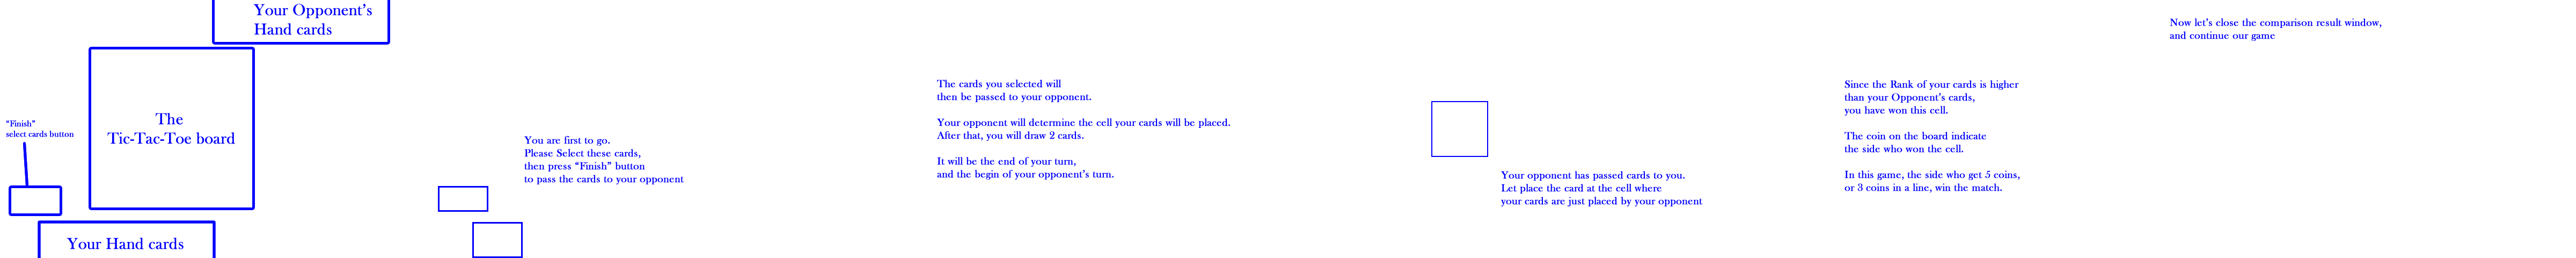 Your Opponent's
Hand cards
The
Tic-Tac-Toe board
"Finish"
select cards button
Your Hand cards
You are first to go.
Please Select these cards,
then press "Finish" button
to pass the cards to your opponent
The cards you selected will
then be passed to your opponent.
Your opponent will determine the cell your cards will be placed.
After that, you will draw 2 cards.
It will be the end of your turn,
and the begin of your opponent's turn.
Your opponent has passed cards to you.
Let place the card at the cell where
your cards are just placed by your opponent
Since the Rank of your cards is higher
than your Opponent's cards,
you have won this cell.
The coin on the board indicate
the side who won the cell.
In this game, the side who get 5 coins,
or 3 coins in a line, win the match.
Now let's close the comparison result window,
and continue our game